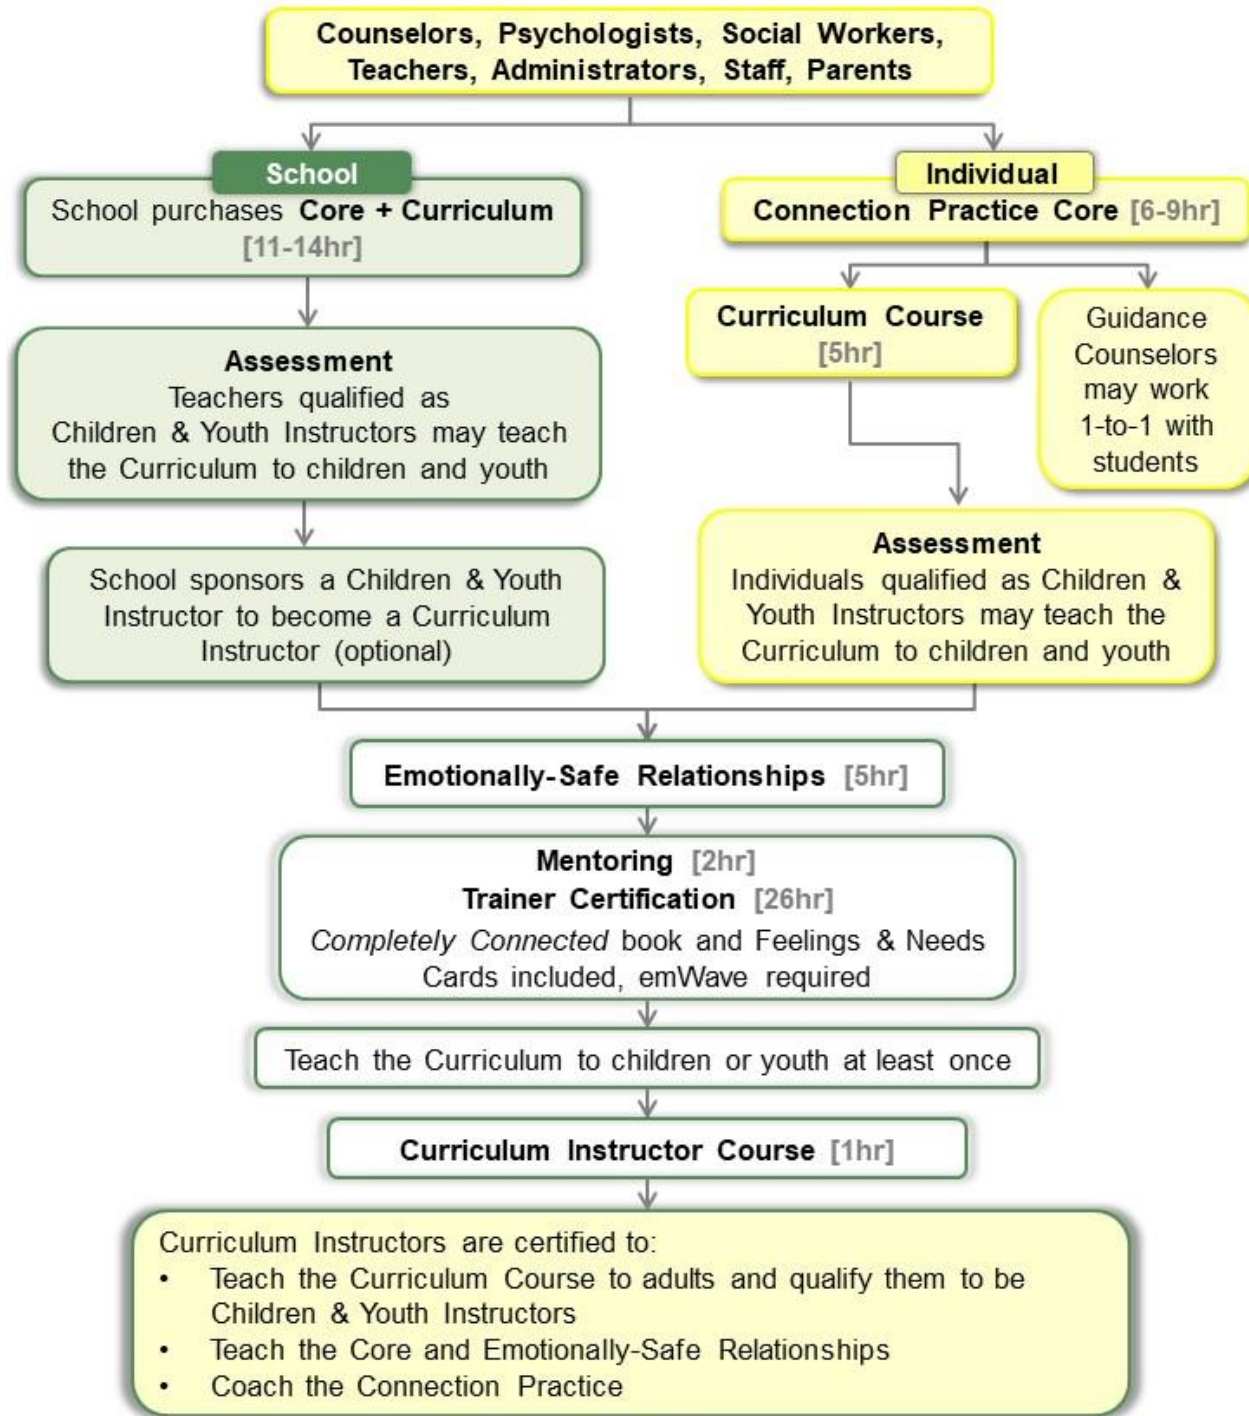 Counselors, Psychologists, Social Workers,
Teachers, Administrators, Staff, Parents
School
School purchases Core + Curriculum
[11-14hr]
Individual
Connection Practice Core [6-9hr]
Curriculum Course
[5hr]
Guidance
Counselors
may work
1-to-1 with
students
Assessment
Teachers qualified as
Children & Youth Instructors may teach
the Curriculum to children and youth
School sponsors a Children & Youth
Instructor to become a Curriculum
Instructor (optional)
Assessment
Individuals qualified as Children &
Youth Instructors may teach the
Curriculum to children and youth
Emotionally-Safe Relationships [5hr]
Mentoring [2hr]
Trainer Certification [26hr]
Completely Connected book and Feelings & Needs
Cards included, emWave required
Teach the Curriculum to children or youth at least once
Curriculum Instructor Course [1hr]
Curriculum Instructors are certified to:
• Teach the Curriculum Course to adults and qualify them to be
Children & Youth Instructors
• Teach the Core and Emotionally-Safe Relationships
• Coach the Connection Practice